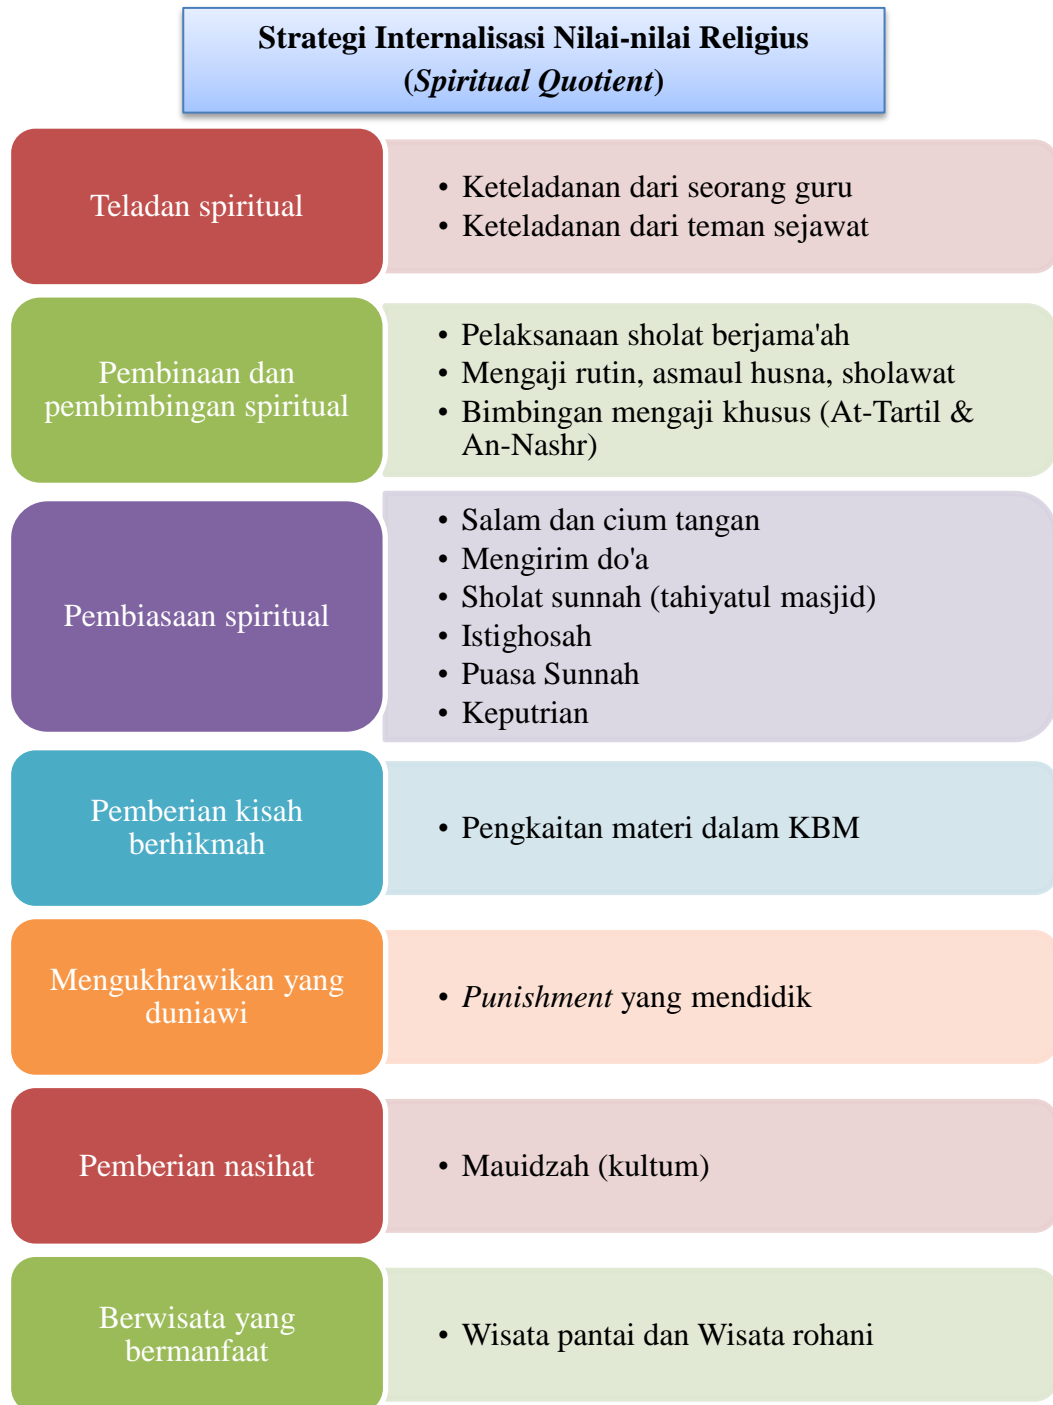 Strategi Internalisasi Nilai-nilai Religius
(Spiritual Quotient)
Teladan spiritual
• Keteladanan dari seorang guru
• Keteladanan dari teman sejawat
Pembinaan dan
pembimbingan spiritual
• Pelaksanaan sholat berjama'ah
• Mengaji rutin, asmaul husna, sholawat
• Bimbingan mengaji khusus (At-Tartil &
An-Nashr)
Pembiasaan spiritual
• Salam dan cium tangan
• Mengirim do'a
• Sholat sunnah (tahiyatul masjid)
• Istighosah
• Puasa Sunnah
• Keputrian
Pemberian kisah
berhikmah
• Pengkaitan materi dalam KBM
Mengukhrawikan yang
duniawi
• Punishment yang mendidik
Pemberian nasihat
• Mauidzah (kultum)
Berwisata yang
bermanfaat
• Wisata pantai dan Wisata rohani